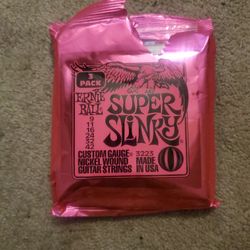 3 PACK
ERNIE BALL
SUPER
SLINKY
9
11
16
24
32
42
CUSTOM GAUGE
NICKEL WOUND
GUITAR STRINGS
3223
MADE IN USA